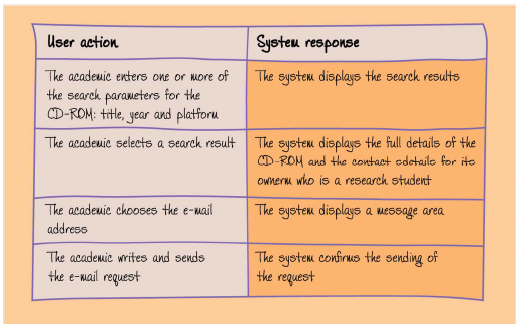 User action
System response
The academic enters one or more of
the search parameters for the
CD-ROM: title, year and platform
The system displays the search results
The academic selects a search result
The system displays the full details of the
CD-ROM and the contact odetails for its
ownerm who is a research student
The academic chooses the e-mail
address
The system displays a message area
The academic writes and sends
the e-mail request
The system confirms the sending of
the request